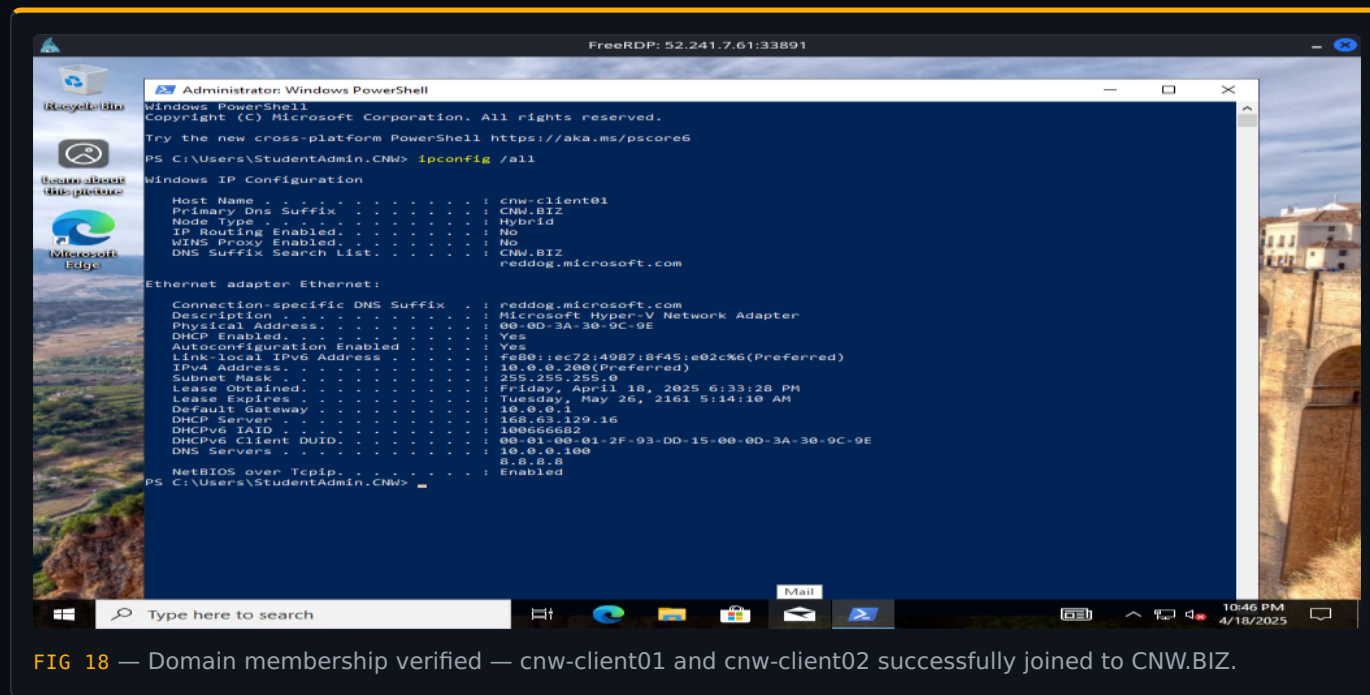 FreeRDP: 52.241.7.61:33891
Recycle Bin
Learn about
this picture
Microsoft
Edge
Administrator: Windows PowerShell
Windows PowerShell
Copyright (C) Microsoft Corporation. All rights reserved.
Try the new cross-platform PowerShell https://aka.ms/pscore6
PS C:\Users\StudentAdmin.CNW> ipconfig /all
Windows IP Configuration
Host Name . . . . . . . . . . . . : cnw-client01
Primary Dns Suffix . . . . . . . : CNW.BIZ
Node Type . . . . . . . . . . . . : Hybrid
IP Routing Enabled. . . . . . . . : No
WINS Proxy Enabled. . . . . . . . : No
DNS Suffix Search List. . . . . . : CNW.BIZ
reddog.microsoft.com
Ethernet adapter Ethernet:
Connection-specific DNS Suffix . : reddog.microsoft.com
Description . . . . . . . . . . . : Microsoft Hyper-V Network Adapter
Physical Address. . . . . . . . . : 00-0D-3A-30-9C-9E
DHCP Enabled. . . . . . . . . . . : Yes
Autoconfiguration Enabled . . . . : Yes
Link-local IPv6 Address . . . . . : fe80::ec72:4987:8f45:e02c%6(Preferred)
IPv4 Address. . . . . . . . . . . : 10.0.0.200(Preferred)
Subnet Mask . . . . . . . . . . . : 255.255.255.0
Lease Obtained. . . . . . . . . . : Friday, April 18, 2025 6:33:28 PM
Lease Expires . . . . . . . . . . : Tuesday, May 26, 2161 5:14:10 AM
Default Gateway . . . . . . . . . : 10.0.0.1
DHCP Server . . . . . . . . . . . : 168.63.129.16
DHCPv6 IAID . . . . . . . . . . . : 100666682
DHCPv6 Client DUID. . . . . . . . : 00-01-00-01-2F-93-DD-15-00-0D-3A-30-9C-9E
DNS Servers . . . . . . . . . . . : 10.0.0.100
8.8.8.8
NetBIOS over Tcpip. . . . . . . . : Enabled
PS C:\Users\StudentAdmin.CNW> _
Mail
Type here to search
10:46 PM
4/18/2025
FIG 18 — Domain membership verified — cnw-client01 and cnw-client02 successfully joined to CNW.BIZ.